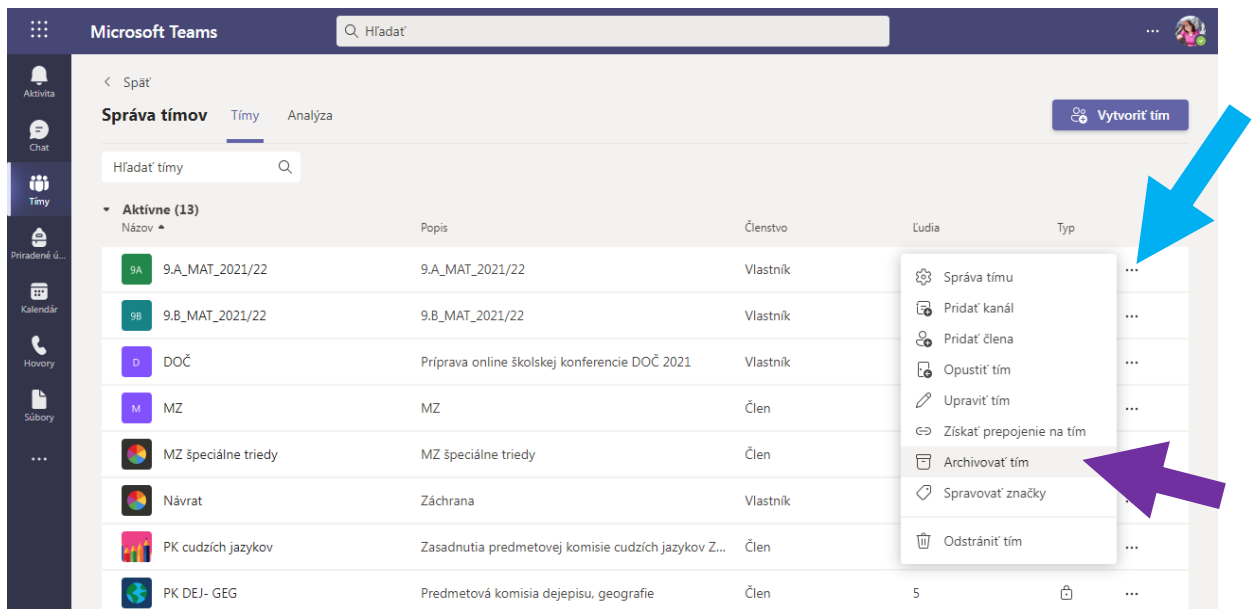 Microsoft Teams
Hľadať
Aktivita
Chat
Tímy
Priradené ú...
Kalendár
Hovory
Súbory
Späť
Správa tímov Tímy Analýza
Vytvoriť tím
Hľadať tímy
Aktívne (13)
Názov Popis Členstvo Ľudia Typ
9A 9.A_MAT_2021/22 9.A_MAT_2021/22 Vlastník
9B 9.B_MAT_2021/22 9.B_MAT_2021/22 Vlastník
D DOČ Príprava online školskej konferencie DOČ 2021 Vlastník
M MZ MZ Člen
MZ špeciálne triedy MZ špeciálne triedy Člen
Návrat Záchrana Vlastník
PK cudzích jazykov Zasadnutia predmetovej komisie cudzích jazykov Z... Člen
PK DEJ- GEG Predmetová komisia dejepisu, geografie Člen 5
Správa tímu
Pridať kanál
Pridať člena
Opustiť tím
Upraviť tím
Získať prepojenie na tím
Archivovať tím
Spravovať značky
Odstrániť tím